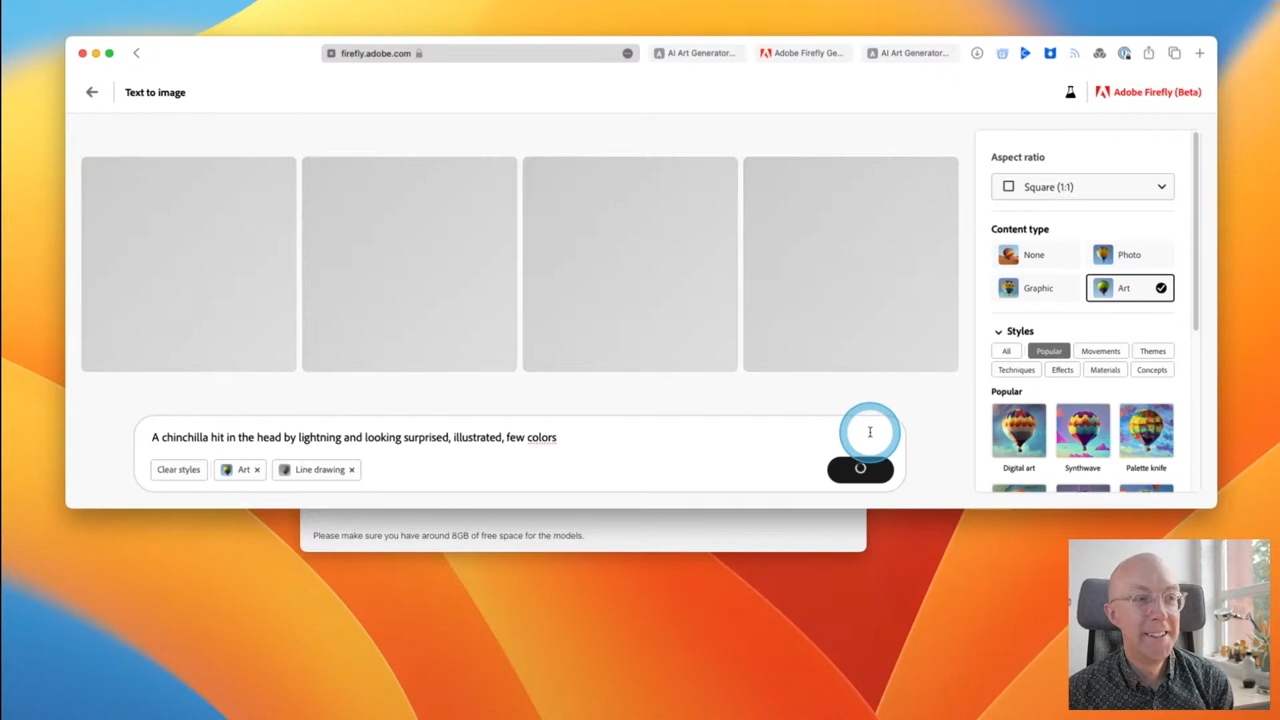 firefly.adobe.com
AI Art Generator...
Adobe Firefly Ge...
AI Art Generator...
Text to image
Adobe Firefly (Beta)
Aspect ratio
Square (1:1)
Content type
None
Photo
Graphic
Art
Styles
All
Popular
Movements
Themes
Techniques
Effects
Materials
Concepts
Popular
Digital art
Synthwave
Palette knife
A chinchilla hit in the head by lightning and looking surprised, illustrated, few colors
Clear styles
Art
Line drawing
Please make sure you have around 8GB of free space for the models.